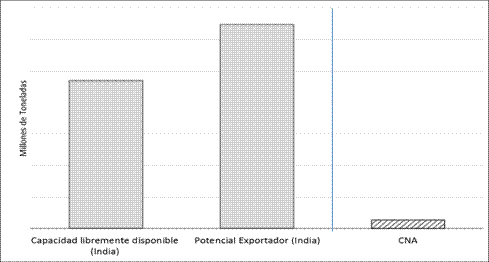 Millones de Toneladas
Capacidad libremente disponible
(India)
Potencial Exportador (India)
CNA